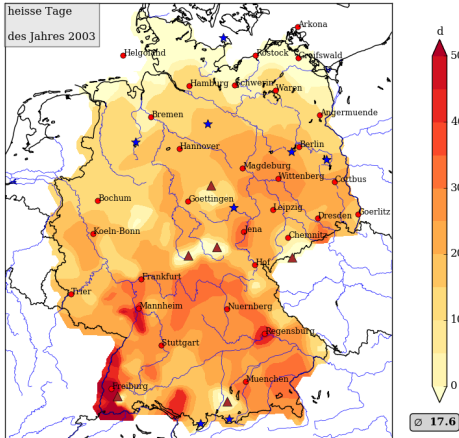 heisse Tage
des Jahres 2003
Arkona
Helgoland
Rostock
Greifswald
Hamburg
Schwerin
Waren
Bremen
Angermuende
Hannover
Berlin
Magdeburg
Wittenberg
Cottbus
Bochum
Goettingen
Leipzig
Dresden
Goerlitz
Koeln-Bonn
Jena
Chemnitz
Hof
Frankfurt
Trier
Mannheim
Nuernberg
Regensburg
Stuttgart
Freiburg
Muenchen
d
50
40
30
20
10
0
∅ 17.6